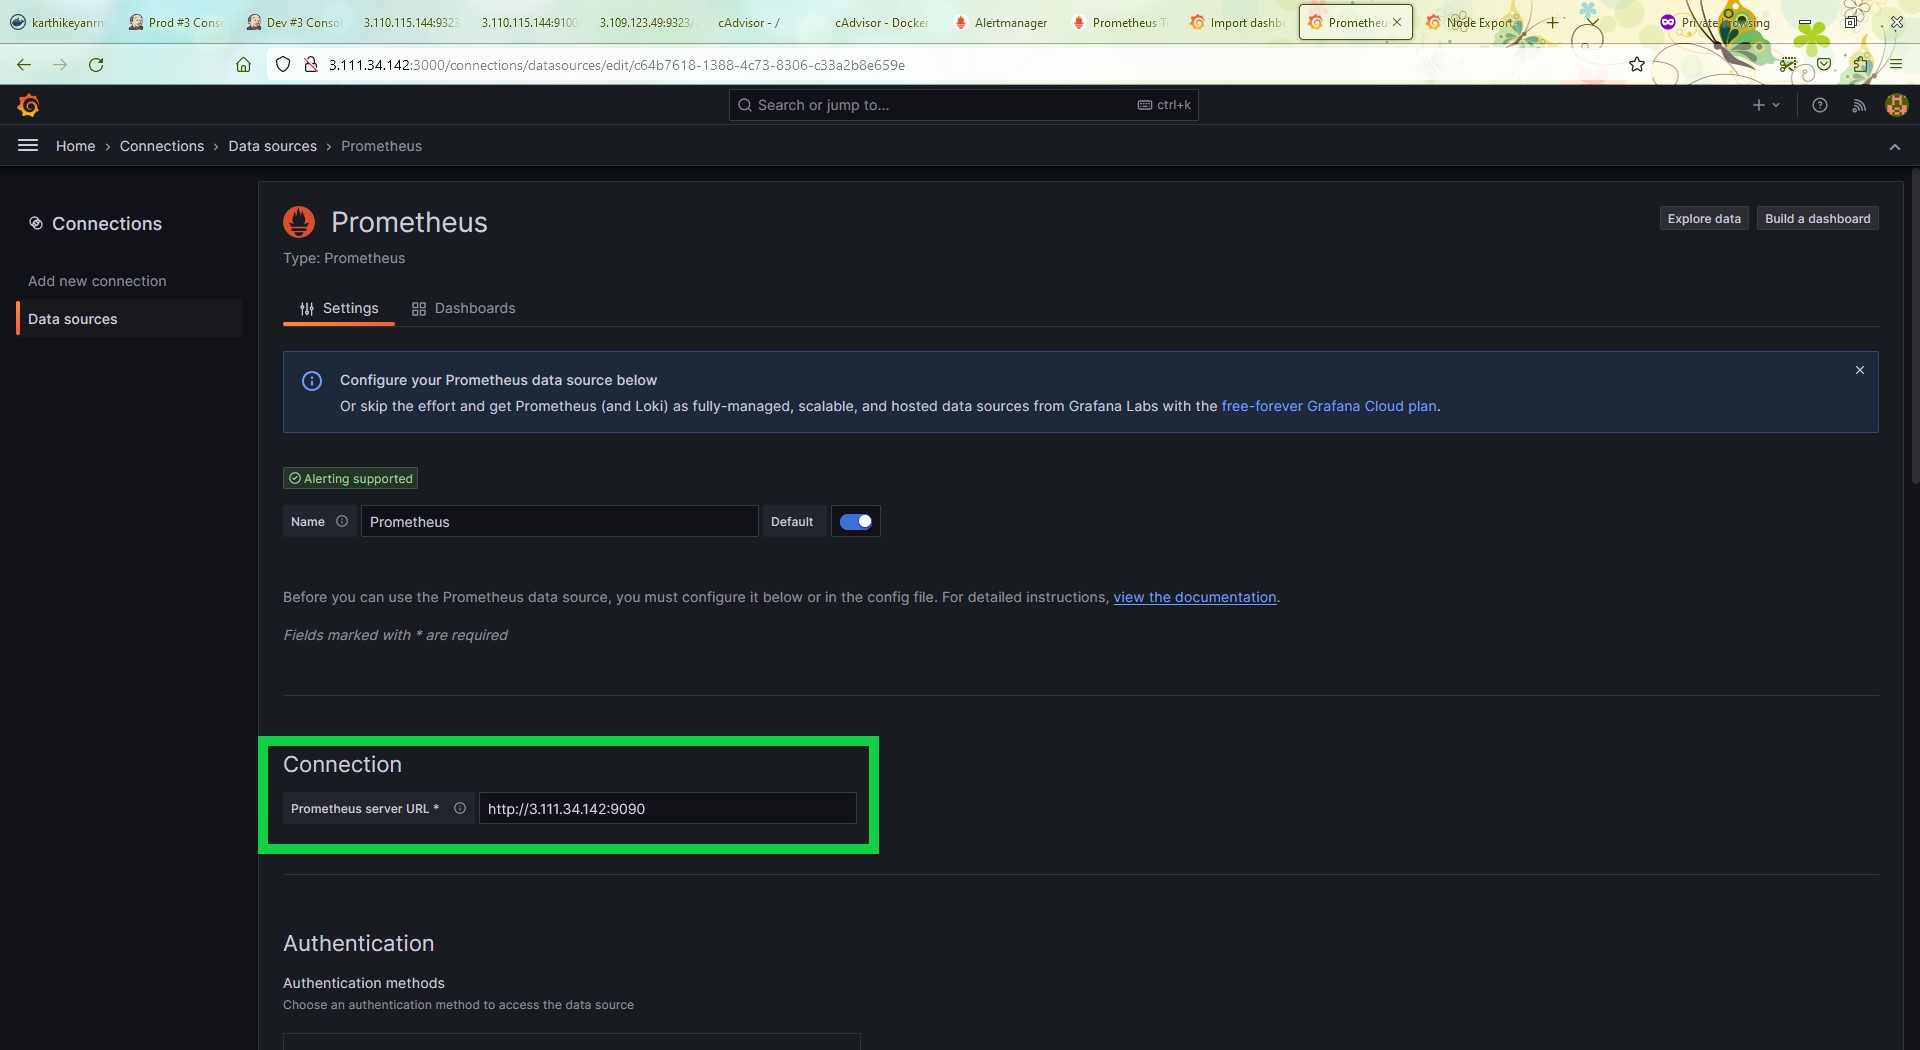 karthikeyanrm
Prod #3 Conso
Dev #3 Consol
3.110.115.144:9323
3.110.115.144:9100
3.109.123.49:9323/
cAdvisor - /
cAdvisor - Docker
Alertmanager
Prometheus Ti
Import dashb
Prometheus
Node Export
Private browsing
3.111.34.142:3000/connections/datasources/edit/c64b7618-1388-4c73-8306-c33a2b8e659e
Search or jump to...
ctrl+k
Home › Connections › Data sources › Prometheus
Connections
Add new connection
Data sources
Prometheus
Explore data
Build a dashboard
Type: Prometheus
Settings
Dashboards
Configure your Prometheus data source below
Or skip the effort and get Prometheus (and Loki) as fully-managed, scalable, and hosted data sources from Grafana Labs with the free-forever Grafana Cloud plan.
Alerting supported
Name
Prometheus
Default
Before you can use the Prometheus data source, you must configure it below or in the config file. For detailed instructions, view the documentation.
Fields marked with * are required
Connection
Prometheus server URL *
http://3.111.34.142:9090
Authentication
Authentication methods
Choose an authentication method to access the data source